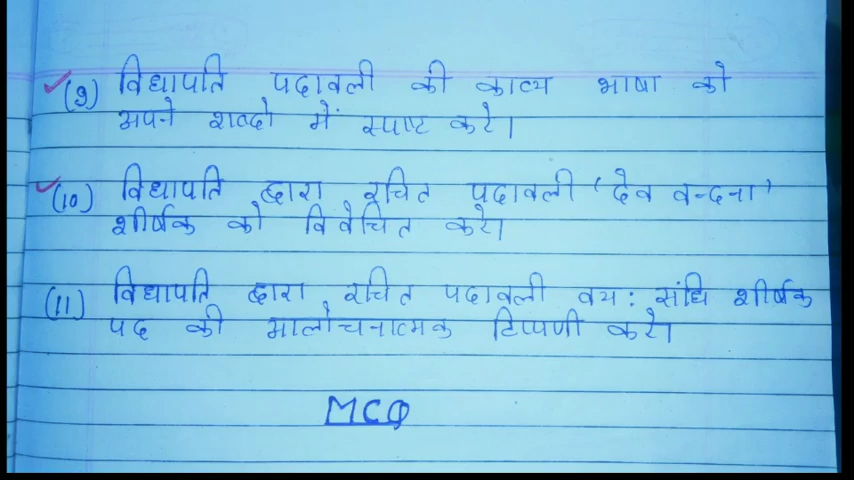 (9) विद्यापति पदावली की काव्य भाषा को
अपने शब्दो में स्पष्ट करे।
(10) विद्यापति द्वारा रचित पदावली 'देव वन्दना'
शीर्षक को विवेचित करे।
(11) विद्यापति द्वारा रचित पदावली वय: संधि शीर्षक
पद की आलोचनात्मक टिप्पणी करे।
MCQ